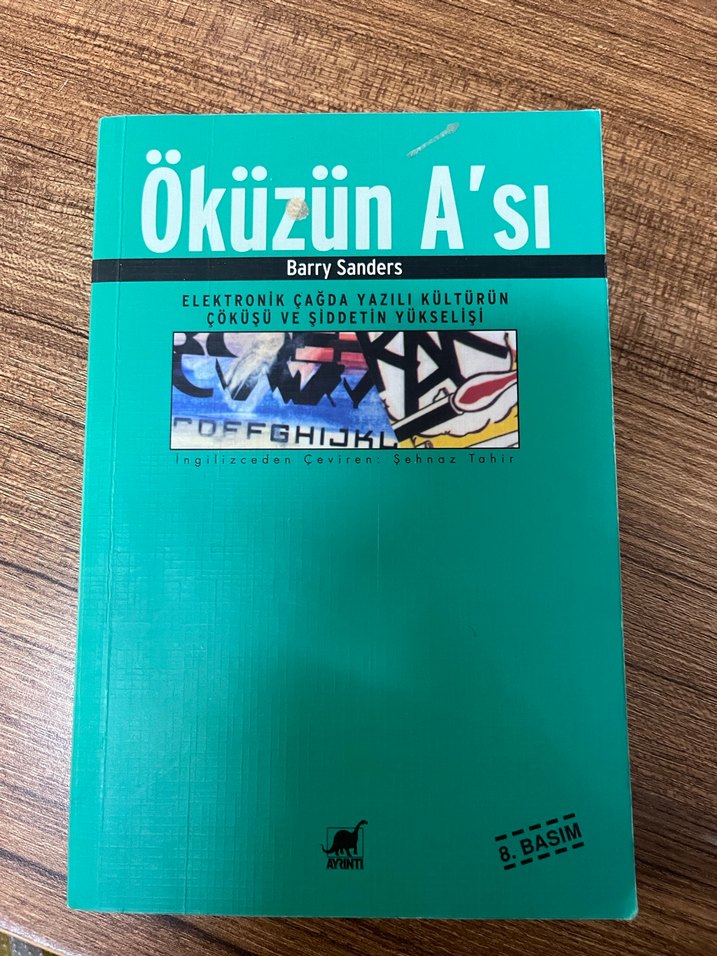 Öküzün A'sı
Barry Sanders
ELEKTRONİK ÇAĞDA YAZILI KÜLTÜRÜN
ÇÖKÜŞÜ VE ŞİDDETİN YÜKSELİŞİ
CDFFGHIJKL
İngilizceden Çeviren: Şehnaz Tahir
AYRINTI
8. BASIM